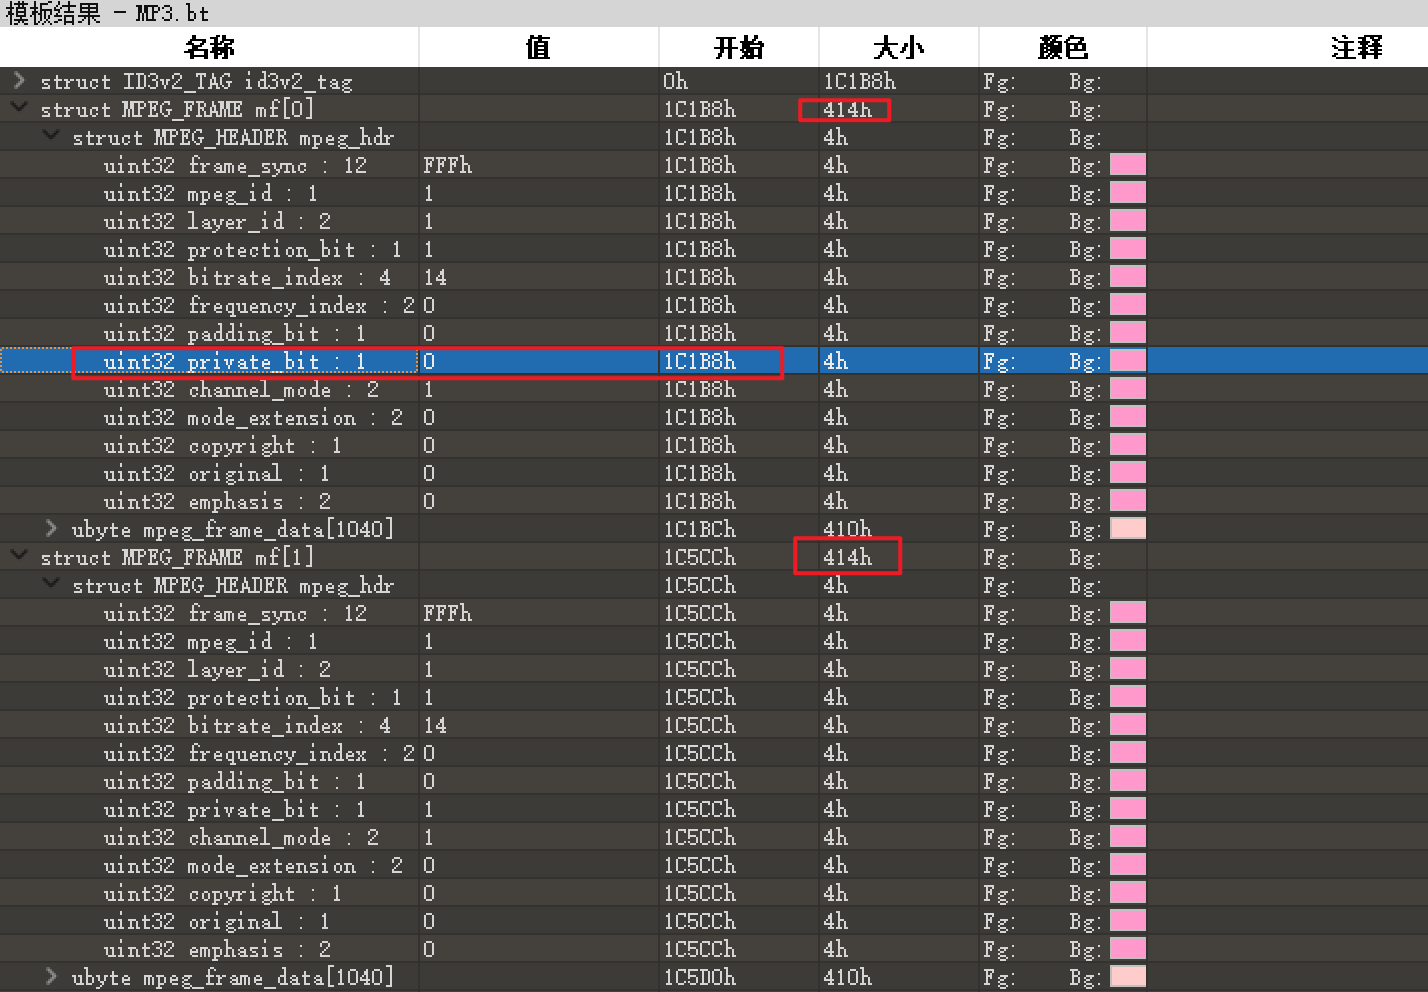 模板结果 - MP3.bt
名称 值 开始 大小 颜色 注释
struct ID3v2_TAG id3v2_tag 0h 1C1B8h Fg: Bg:
struct MPEG_FRAME mf[0] 1C1B8h 414h Fg: Bg:
struct MPEG_HEADER mpeg_hdr 1C1B8h 4h Fg: Bg:
uint32 frame_sync : 12 FFFh 1C1B8h 4h Fg: Bg:
uint32 mpeg_id : 1 1 1C1B8h 4h Fg: Bg:
uint32 layer_id : 2 1 1C1B8h 4h Fg: Bg:
uint32 protection_bit : 1 1 1C1B8h 4h Fg: Bg:
uint32 bitrate_index : 4 14 1C1B8h 4h Fg: Bg:
uint32 frequency_index : 2 0 1C1B8h 4h Fg: Bg:
uint32 padding_bit : 1 0 1C1B8h 4h Fg: Bg:
uint32 private_bit : 1 0 1C1B8h 4h Fg: Bg:
uint32 channel_mode : 2 1 1C1B8h 4h Fg: Bg:
uint32 mode_extension : 2 0 1C1B8h 4h Fg: Bg:
uint32 copyright : 1 0 1C1B8h 4h Fg: Bg:
uint32 original : 1 0 1C1B8h 4h Fg: Bg:
uint32 emphasis : 2 0 1C1B8h 4h Fg: Bg:
ubyte mpeg_frame_data[1040] 1C1BCh 410h Fg: Bg:
struct MPEG_FRAME mf[1] 1C5CCh 414h Fg: Bg:
struct MPEG_HEADER mpeg_hdr 1C5CCh 4h Fg: Bg:
uint32 frame_sync : 12 FFFh 1C5CCh 4h Fg: Bg:
uint32 mpeg_id : 1 1 1C5CCh 4h Fg: Bg:
uint32 layer_id : 2 1 1C5CCh 4h Fg: Bg:
uint32 protection_bit : 1 1 1C5CCh 4h Fg: Bg:
uint32 bitrate_index : 4 14 1C5CCh 4h Fg: Bg:
uint32 frequency_index : 2 0 1C5CCh 4h Fg: Bg:
uint32 padding_bit : 1 0 1C5CCh 4h Fg: Bg:
uint32 private_bit : 1 1 1C5CCh 4h Fg: Bg:
uint32 channel_mode : 2 1 1C5CCh 4h Fg: Bg:
uint32 mode_extension : 2 0 1C5CCh 4h Fg: Bg:
uint32 copyright : 1 0 1C5CCh 4h Fg: Bg:
uint32 original : 1 0 1C5CCh 4h Fg: Bg:
uint32 emphasis : 2 0 1C5CCh 4h Fg: Bg:
ubyte mpeg_frame_data[1040] 1C5D0h 410h Fg: Bg: